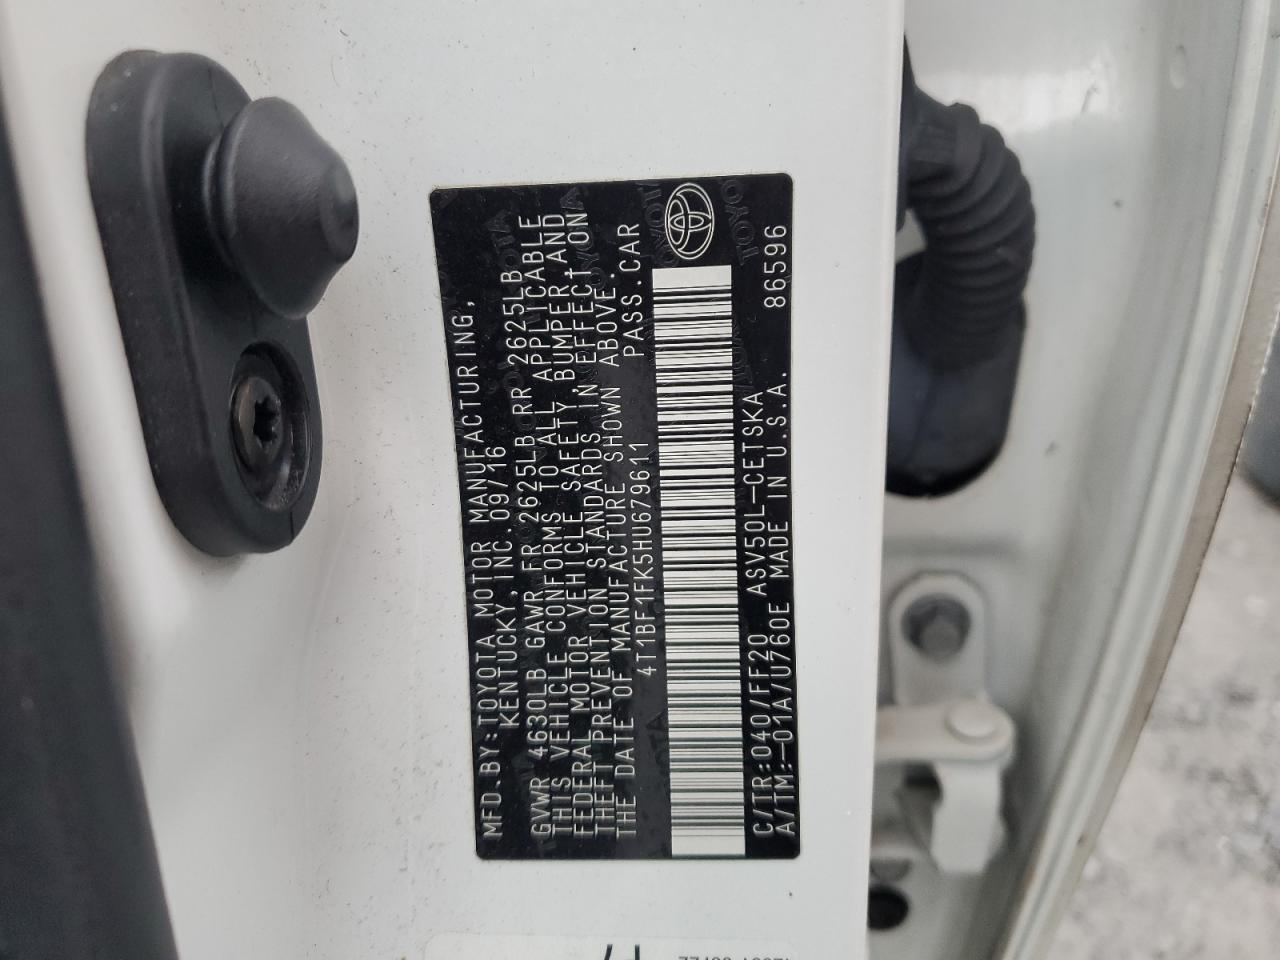 MFD.BY:TOYOTA MOTOR MANUFACTURING,
KENTUCKY,INC.09/16
GVWR 4630LB GAWR FR 2625LB RR 2625LB
THIS VEHICLE CONFORMS TO ALL APPLICABLE
FEDERAL MOTOR VEHICLE SAFETY,BUMPER,AND
THEFT PREVENTION STANDARDS IN EFFECT ON
THE DATE OF MANUFACTURE SHOWN ABOVE.
4T1BF1FK5HU679611 PASS.CAR
C/TR:040/FF20 ASV50L-CETSKA
A/TM:-01A/U760E MADE IN U.S.A. 86596